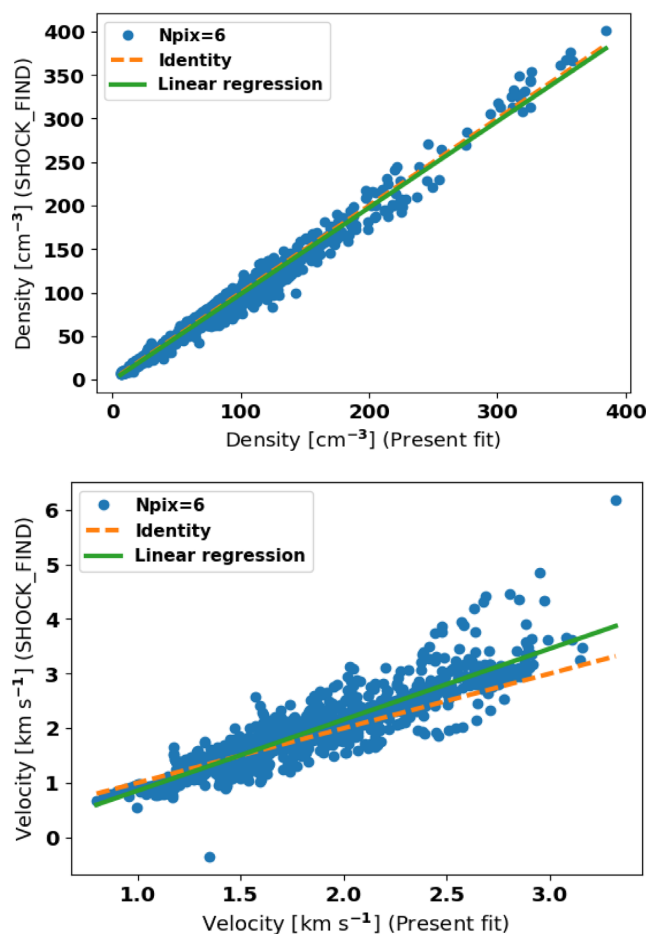 Npix=6
Identity
Linear regression
400
350
300
250
200
150
100
50
0
Density [cm⁻³] (SHOCK_FIND)
0 100 200 300 400
Density [cm⁻³] (Present fit)
Npix=6
Identity
Linear regression
6
5
4
3
2
1
0
Velocity [km s⁻¹] (SHOCK_FIND)
1.0 1.5 2.0 2.5 3.0
Velocity [km s⁻¹] (Present fit)